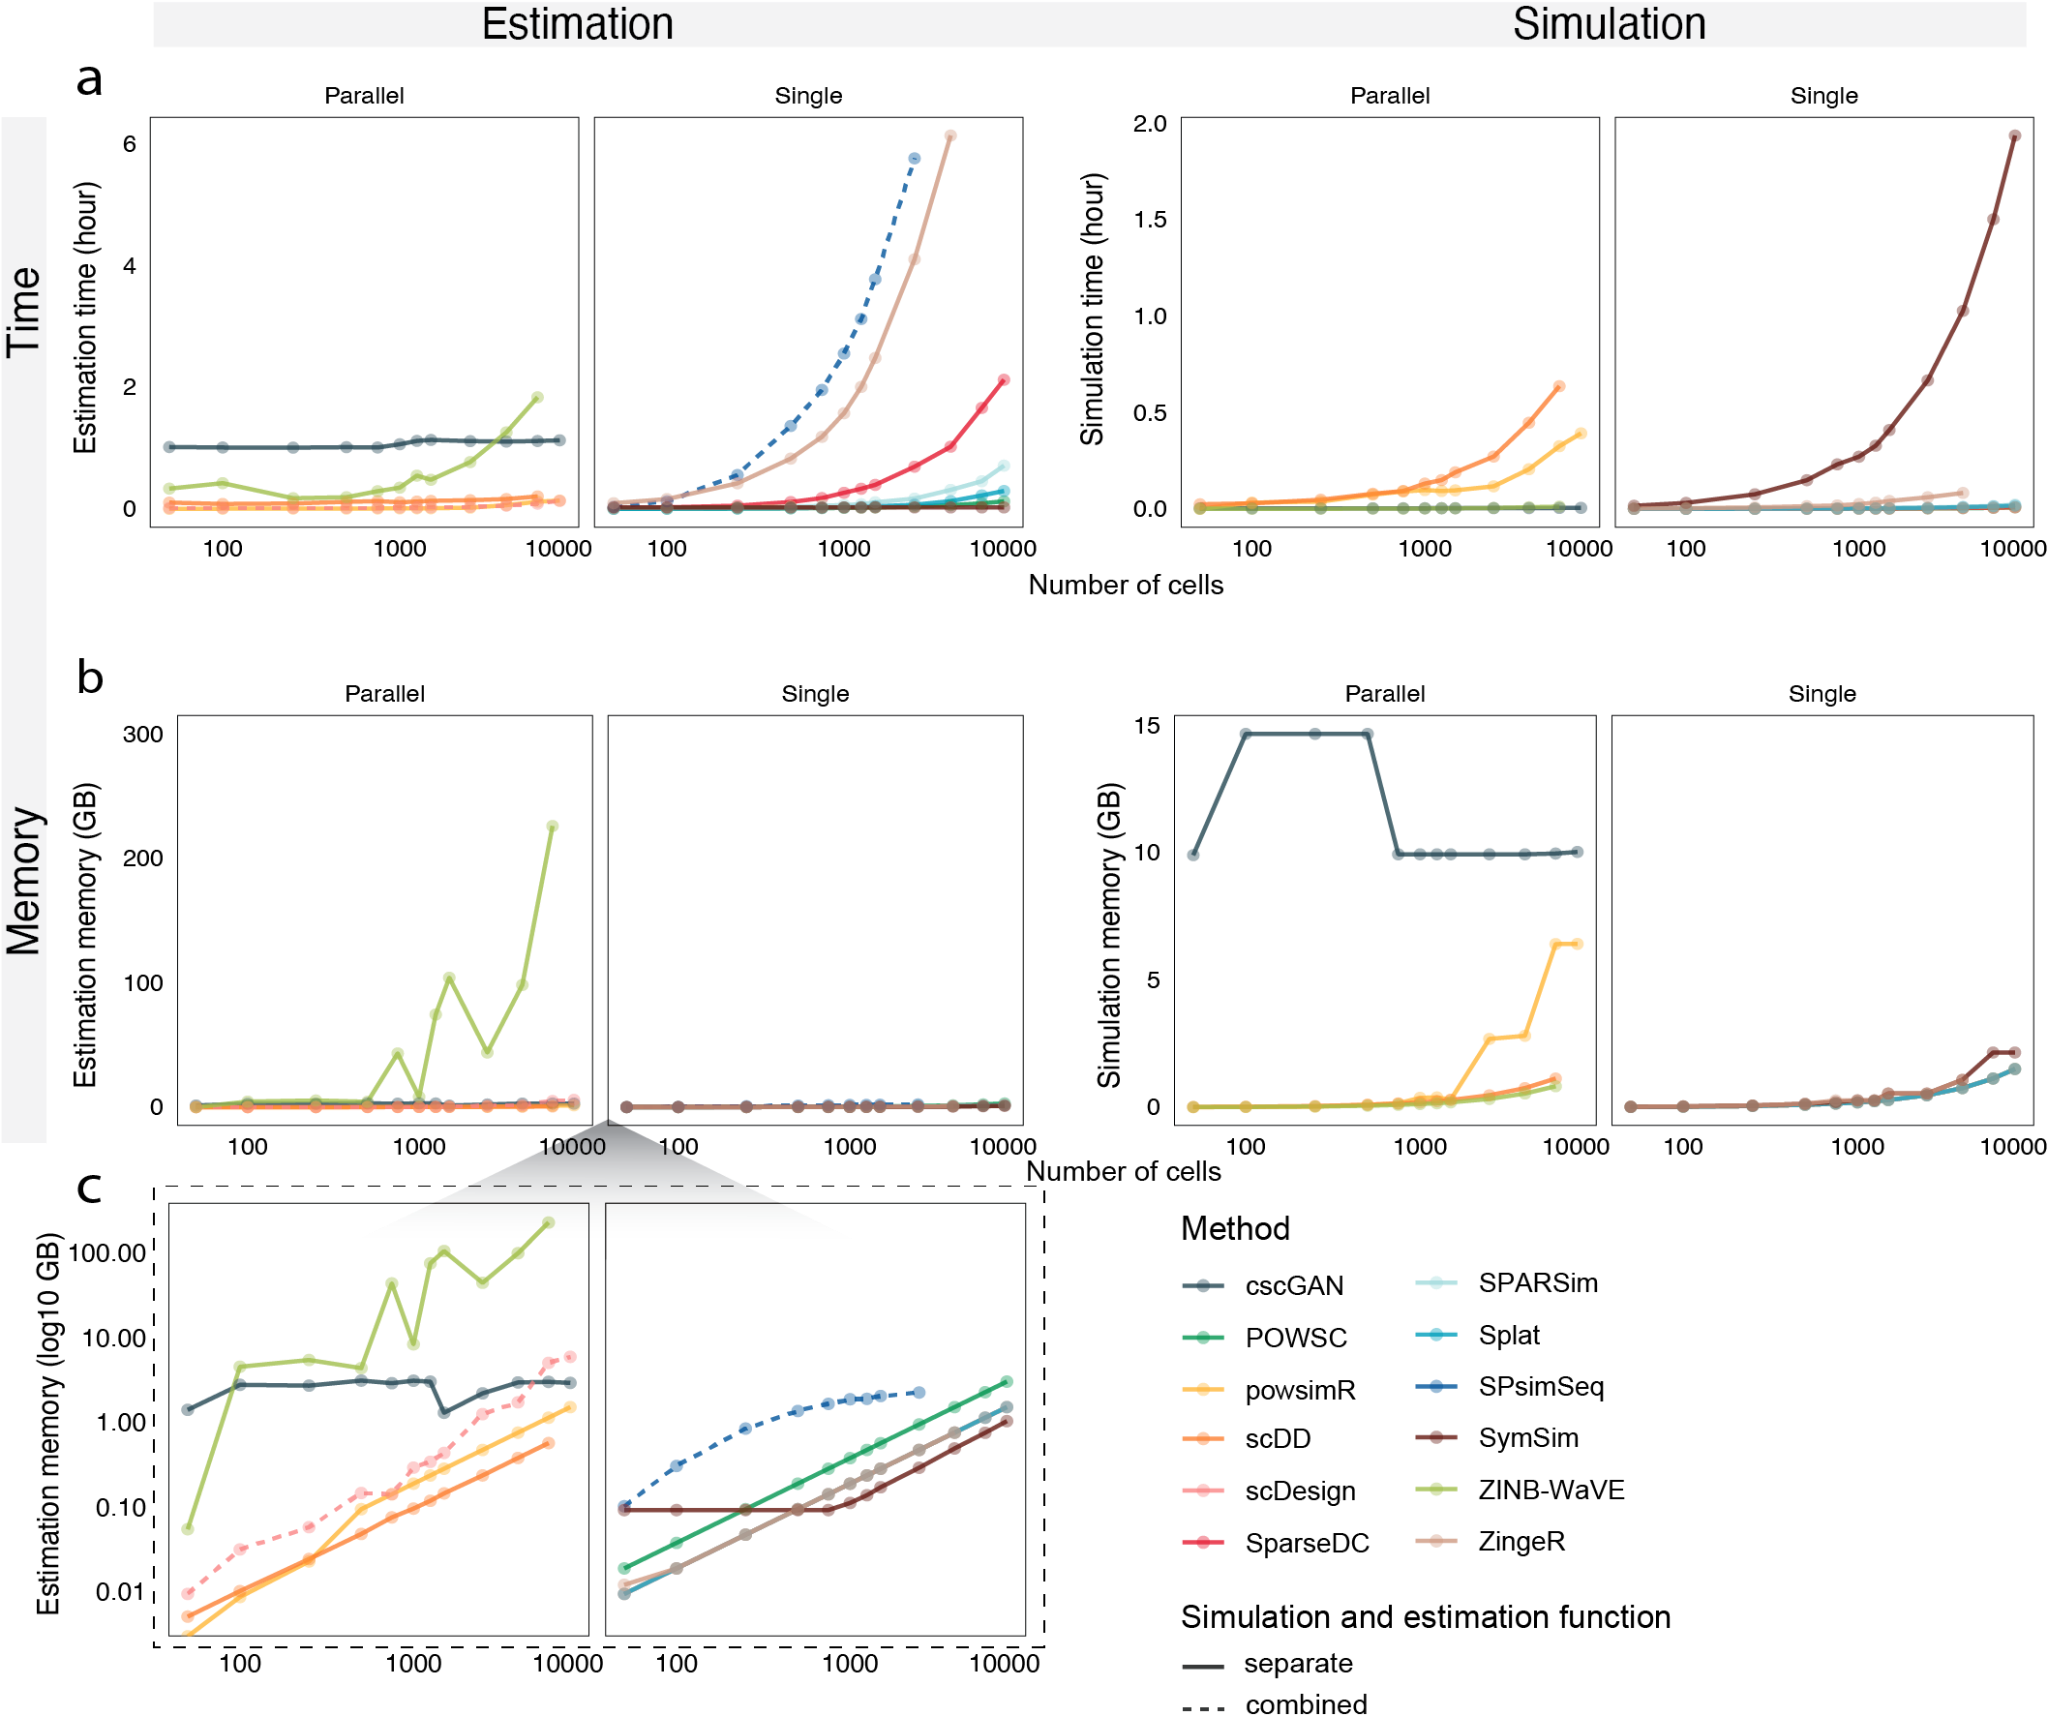 Estimation Simulation
a
Parallel Single Parallel Single
Time
Estimation time (hour)
6
4
2
0
100 1000 10000 100 1000 10000
Simulation time (hour)
2.0
1.5
1.0
0.5
0.0
100 1000 10000 100 1000 10000
Number of cells
b
Parallel Single Parallel Single
Memory
Estimation memory (GB)
300
200
100
0
100 1000 10000 100 1000 10000
Simulation memory (GB)
15
10
5
0
100 1000 10000 100 1000 10000
Number of cells
c
Estimation memory (log10 GB)
100.00
10.00
1.00
0.10
0.01
100 1000 10000 100 1000 10000
Method
cscGAN
POWSC
powsimR
scDD
scDesign
SparseDC
SPARSim
Splat
SPsimSeq
SymSim
ZINB-WaVE
ZingeR
Simulation and estimation function
separate
combined